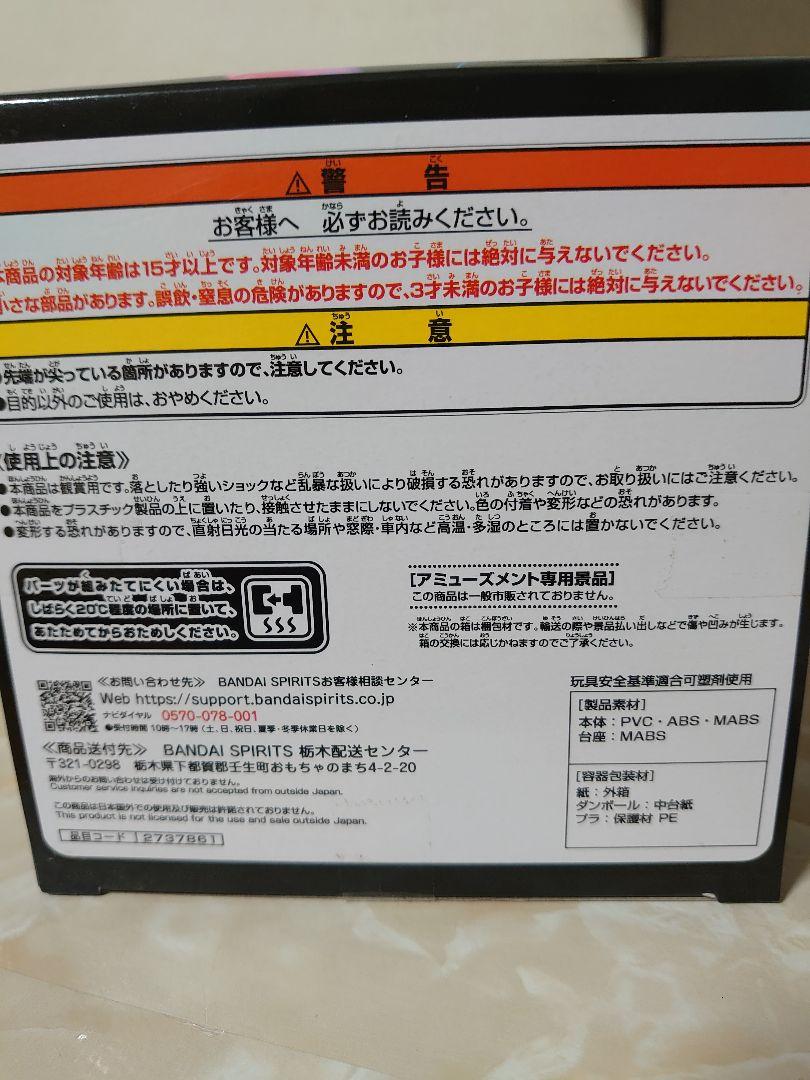 ⚠警告
お客様へ 必ずお読みください。
本商品の対象年齢は15才以上です。対象年齢未満のお子様には絶対に与えないでください。
小さな部品があります。誤飲・窒息の危険がありますので、3才未満のお子様には絶対に与えないでください。
⚠注意
●先端が尖っている箇所がありますので、注意してください。
●目的以外のご使用は、おやめください。
《使用上の注意》
●本商品は観賞用です。落としたり強いショックなど乱暴な扱いにより破損する恐れがありますので、お取り扱いにはご注意ください。
●本商品をプラスチック製品の上に置いたり、接触させたままにしないでください。色の付着や変形などの恐れがあります。
●変形する恐れがありますので、直射日光の当たる場所や窓際・車内など高温・多湿のところには置かないでください。
パーツが組みたてにくい場合は、
しばらく20℃程度の場所に置いて、
あたためてからおためしください。
[アミューズメント専用景品]
この商品は一般市販されておりません。
※本商品の箱は梱包材です。輸送の際や景品払い出しなどで傷や凹みが生じます。
箱の交換には応じかねますのでご了承ください。
≪お問い合わせ先≫ BANDAI SPIRITSお客様相談センター
Web https://support.bandaispirits.co.jp
ナビダイヤル 0570-078-001
●受付時間 10時〜17時（土、日、祝日、夏季・冬季休業日を除く）
≪商品送付先≫ BANDAI SPIRITS 栃木配送センター
〒321-0298 栃木県下都賀郡壬生町おもちゃのまち4-2-20
海外からのお問い合わせは受け付けておりません。
Customer service inquiries are not accepted from outside Japan.
この商品は日本国外での使用及び販売は許諾されておりません。
This product is not licensed for the use and sale outside Japan.
品目コード 2737861
玩具安全基準適合可塑剤使用
[製品素材]
本体：PVC・ABS・MABS
台座：MABS
[容器包装材]
紙：外箱
ダンボール：中台紙
プラ：保護材 PE